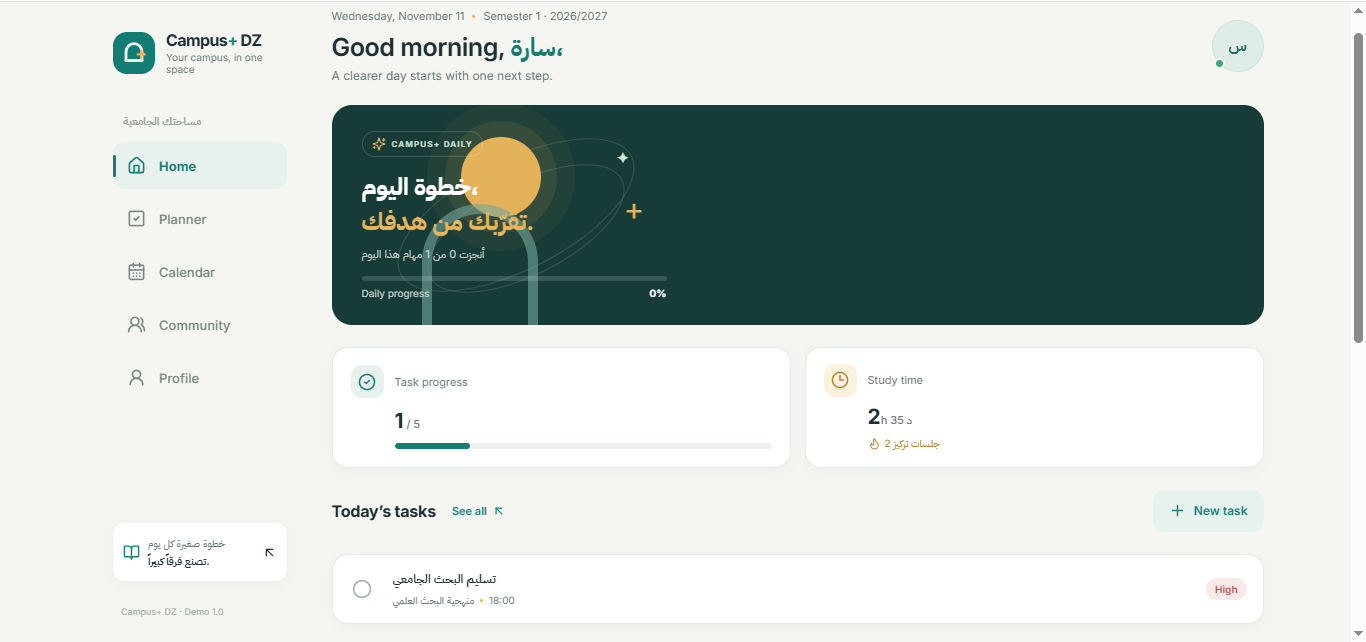 Wednesday, November 11 • Semester 1 · 2026/2027
Campus+ DZ
Your campus, in one
space
Good morning, سارة،
A clearer day starts with one next step.
س
مساحتك الجامعية
Home
Planner
Calendar
Community
Profile
CAMPUS+ DAILY
خطوة اليوم،
تقرّبك من هدفك.
أنجزت 0 من 1 مهام هذا اليوم
Daily progress 0%
Task progress
1 / 5
Study time
2h 35 د
2 جلسات تركيز
Today’s tasks See all
New task
تسليم البحث الجامعي
منهجية البحث العلمي • 18:00
High
خطوة صغيرة كل يوم
تصنع فرقاً كبيراً.
Campus+ DZ · Demo 1.0